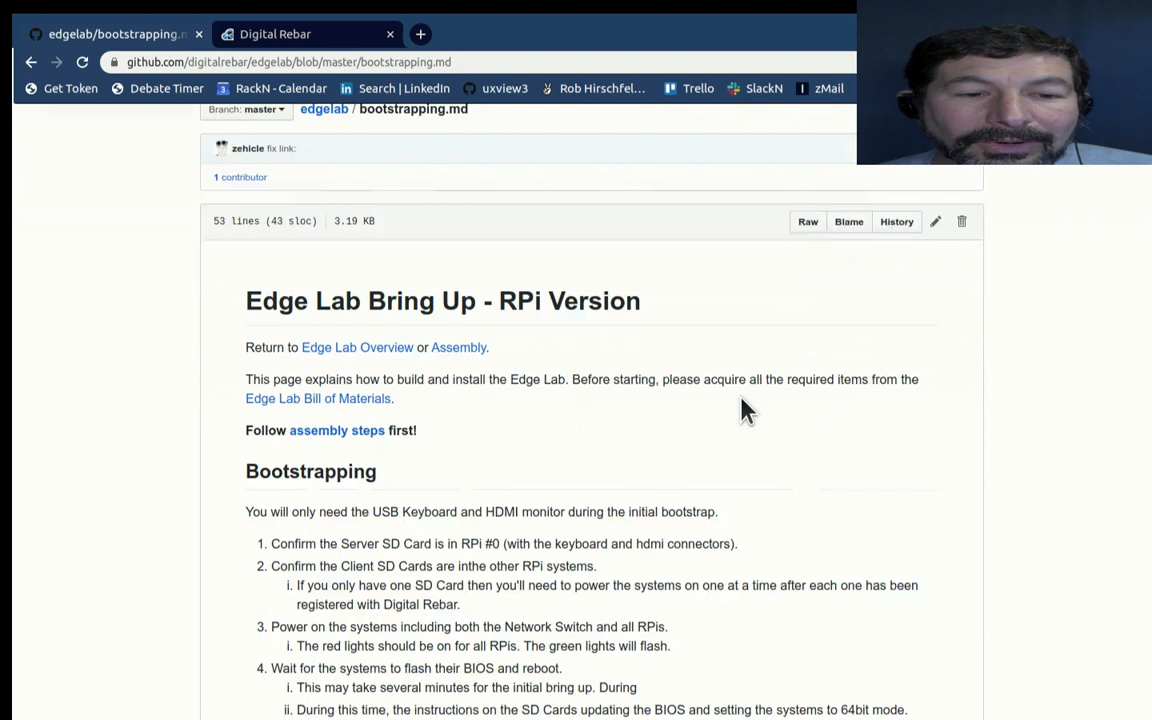 edgelab/bootstrapping.m
Digital Rebar
github.com/digitalrebar/edgelab/blob/master/bootstrapping.md
Get Token
Debate Timer
RackN - Calendar
Search | LinkedIn
uxview3
Rob Hirschfel...
Trello
SlackN
zMail
Branch: master
edgelab / bootstrapping.md
zehicle fix link:
1 contributor
53 lines (43 sloc) 3.19 KB
Raw
Blame
History
Edge Lab Bring Up - RPi Version
Return to Edge Lab Overview or Assembly.
This page explains how to build and install the Edge Lab. Before starting, please acquire all the required items from the
Edge Lab Bill of Materials.
Follow assembly steps first!
Bootstrapping
You will only need the USB Keyboard and HDMI monitor during the initial bootstrap.
1. Confirm the Server SD Card is in RPi #0 (with the keyboard and hdmi connectors).
2. Confirm the Client SD Cards are inthe other RPi systems.
i. If you only have one SD Card then you'll need to power the systems on one at a time after each one has been
registered with Digital Rebar.
3. Power on the systems including both the Network Switch and all RPis.
i. The red lights should be on for all RPis. The green lights will flash.
4. Wait for the systems to flash their BIOS and reboot.
i. This may take several minutes for the initial bring up. During
ii. During this time, the instructions on the SD Cards updating the BIOS and setting the systems to 64bit mode.